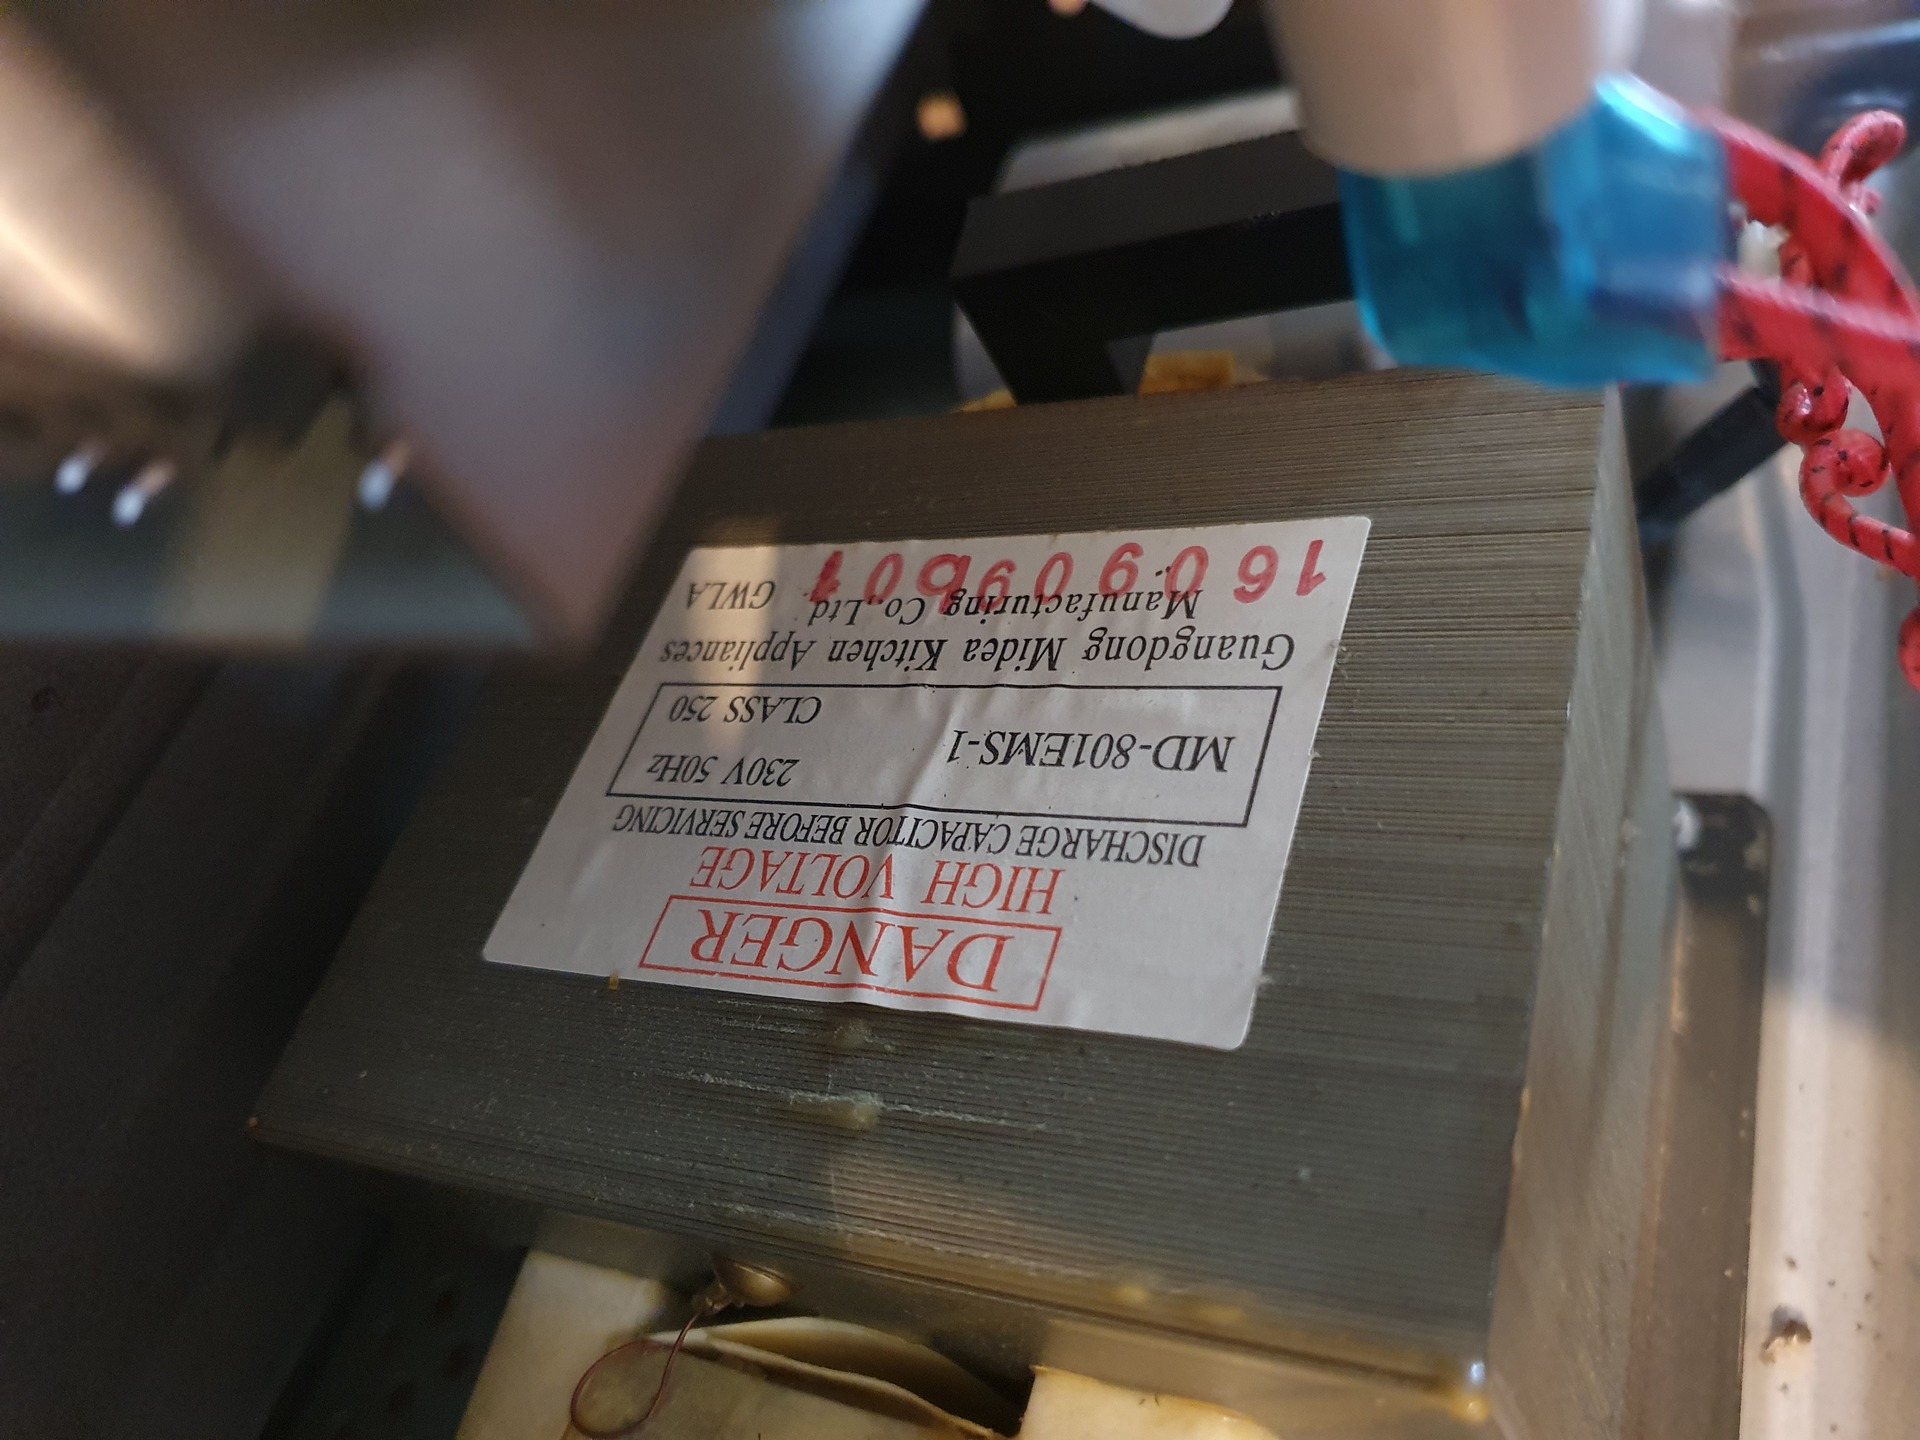 DANGER
HIGH VOLTAGE
DISCHARGE CAPACITOR BEFORE SERVICING
MD-801EMS-1
230V 50Hz
CLASS 250
Guangdong Midea Kitchen Appliances
Manufacturing Co.,Ltd. GWLA
160909b01